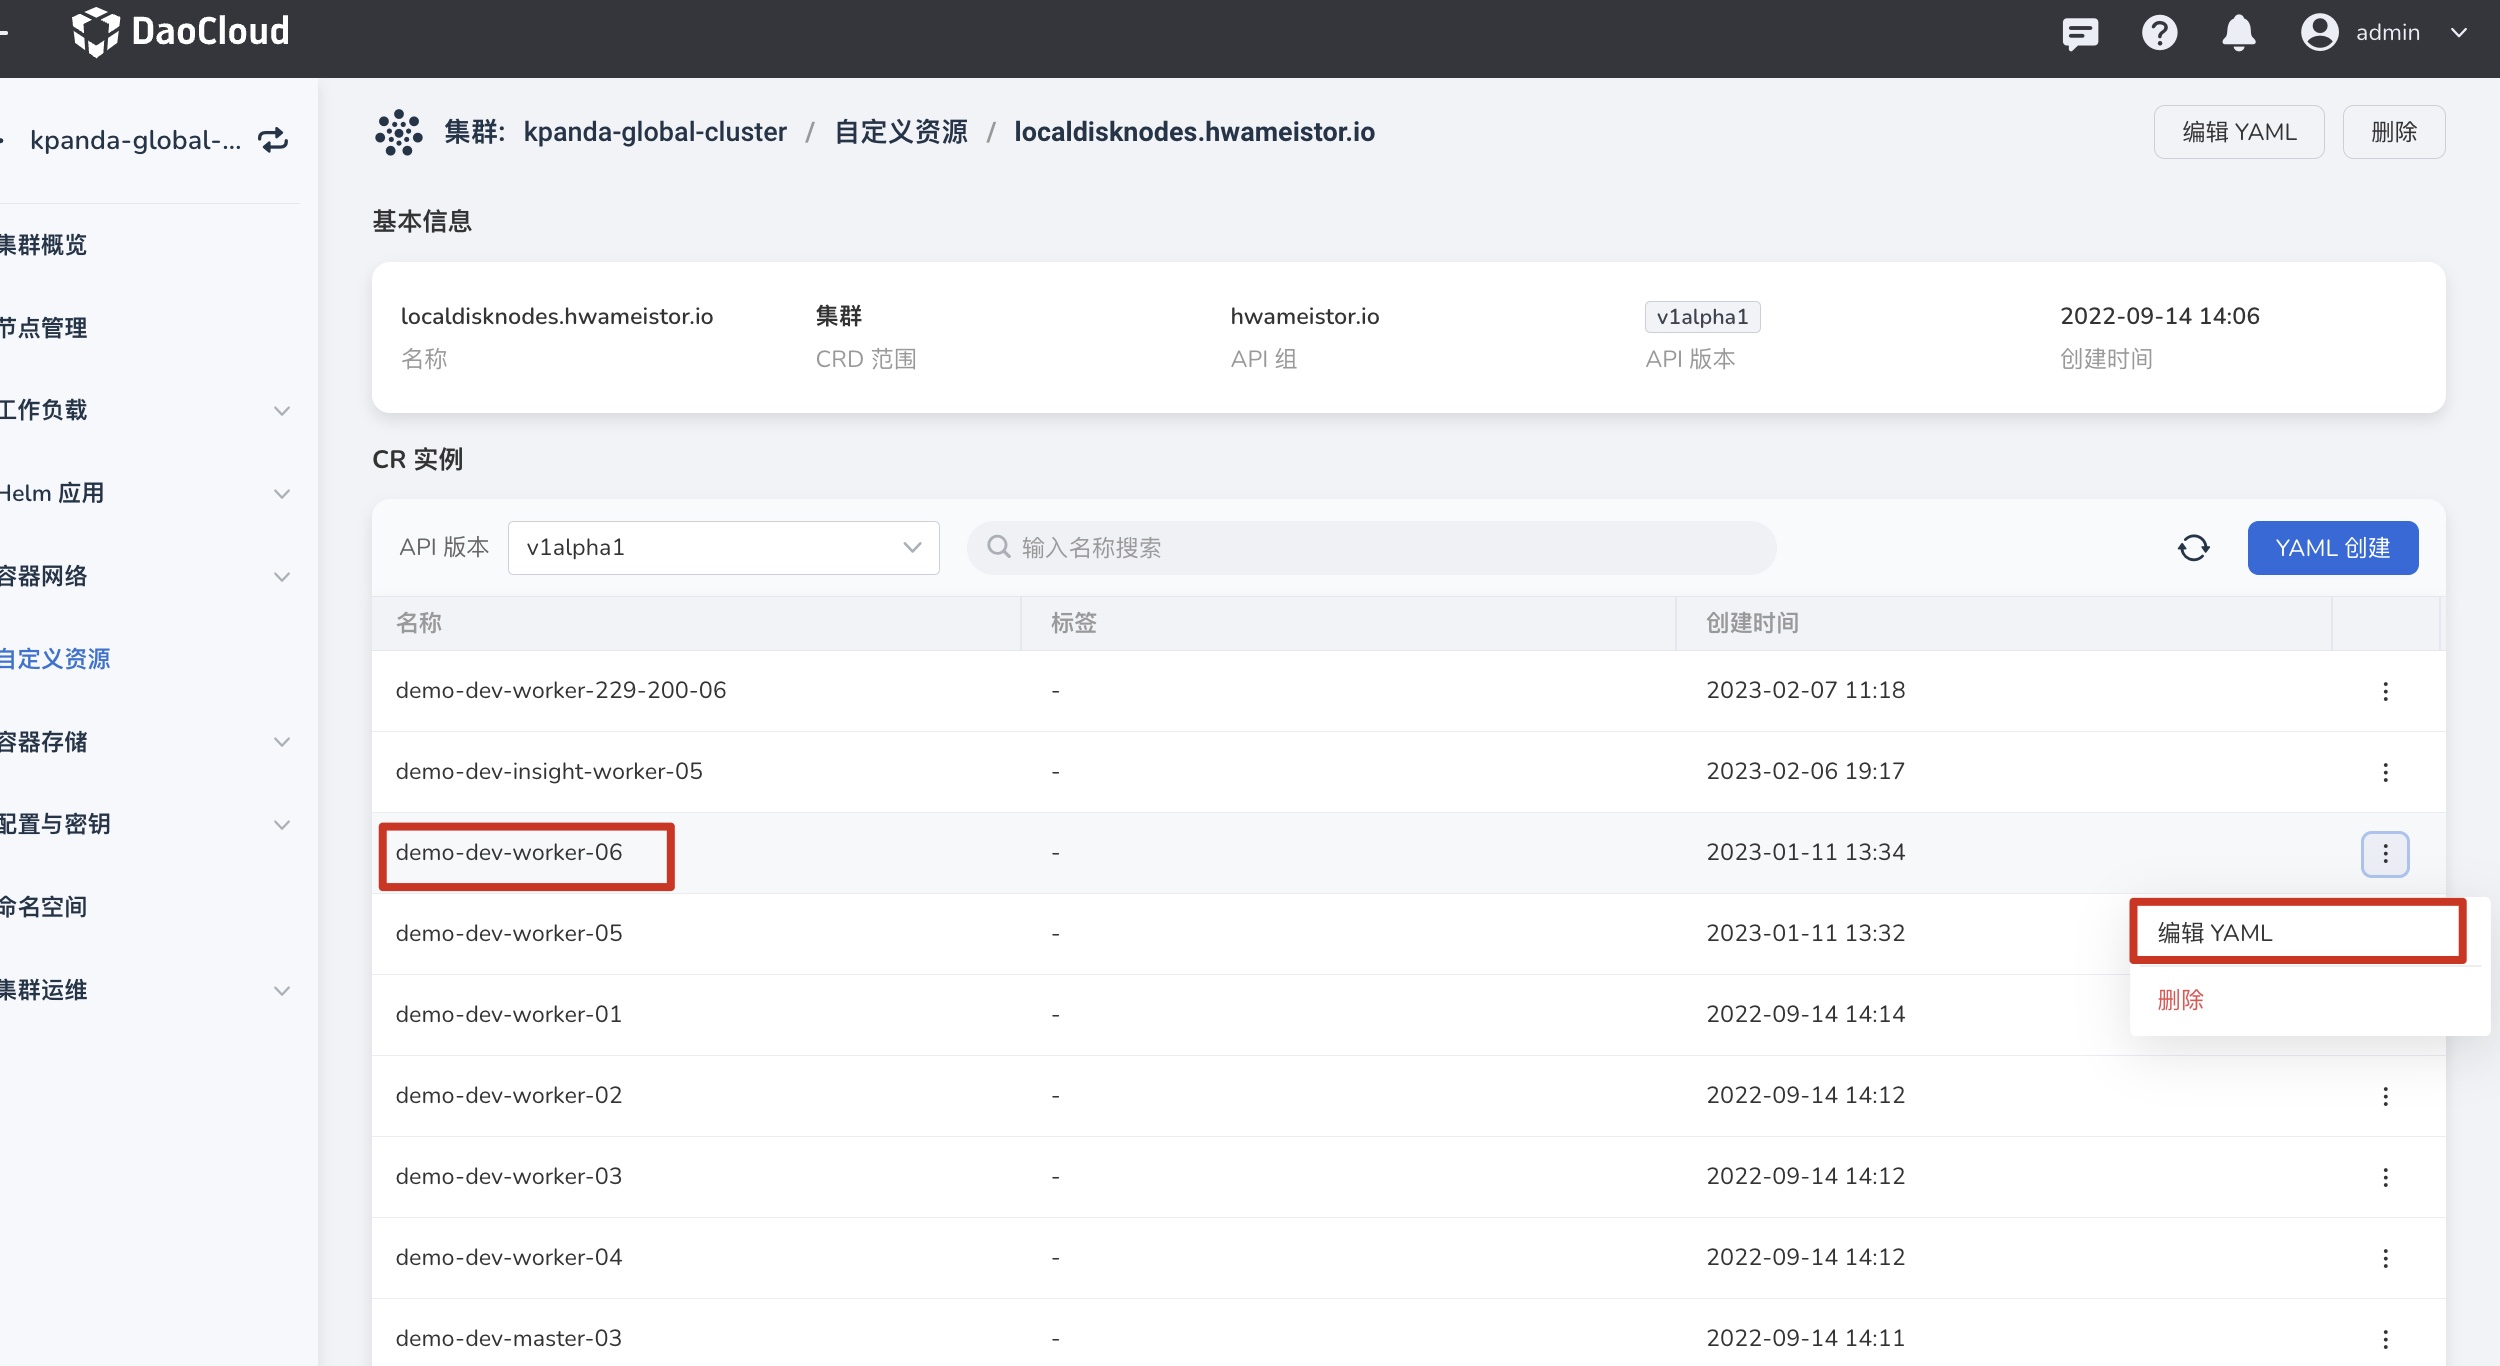 DaoCloud
admin
kpanda-global-...
集群: kpanda-global-cluster / 自定义资源 / localdisknodes.hwameistor.io
编辑 YAML
删除
集群概览
节点管理
工作负载
Helm 应用
容器网络
自定义资源
容器存储
配置与密钥
命名空间
集群运维
基本信息
localdisknodes.hwameistor.io
名称
集群
CRD 范围
hwameistor.io
API 组
v1alpha1
API 版本
2022-09-14 14:06
创建时间
CR 实例
API 版本 v1alpha1 输入名称搜索 YAML 创建
名称 标签 创建时间
demo-dev-worker-229-200-06 - 2023-02-07 11:18
demo-dev-insight-worker-05 - 2023-02-06 19:17
demo-dev-worker-06 - 2023-01-11 13:34
demo-dev-worker-05 - 2023-01-11 13:32
编辑 YAML
删除
demo-dev-worker-01 - 2022-09-14 14:14
demo-dev-worker-02 - 2022-09-14 14:12
demo-dev-worker-03 - 2022-09-14 14:12
demo-dev-worker-04 - 2022-09-14 14:12
demo-dev-master-03 - 2022-09-14 14:11